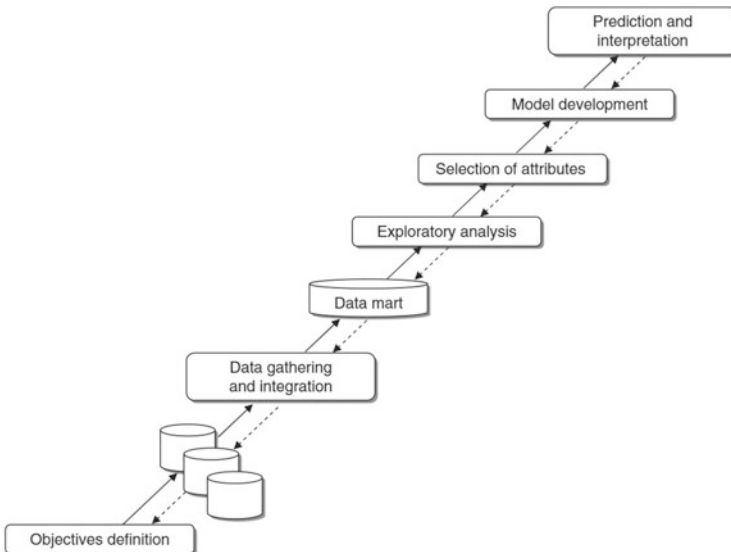 Prediction and
interpretation
Model development
Selection of attributes
Exploratory analysis
Data mart
Data gathering
and integration
Objectives definition